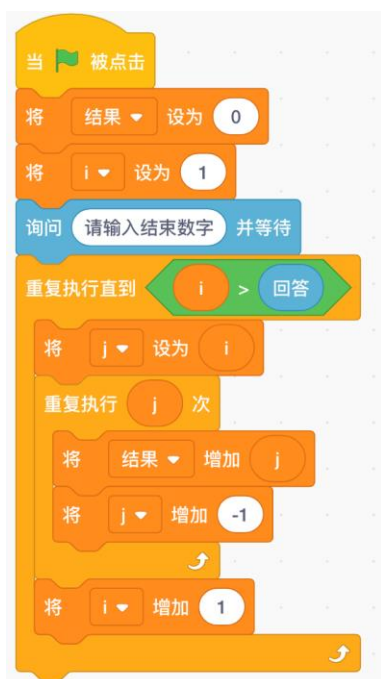 当 被点击
将 结果 设为 0
将 i 设为 1
询问 请输入结束数字 并等待
重复执行直到 i > 回答
将 j 设为 i
重复执行 j 次
将 结果 增加 j
将 j 增加 -1
将 i 增加 1